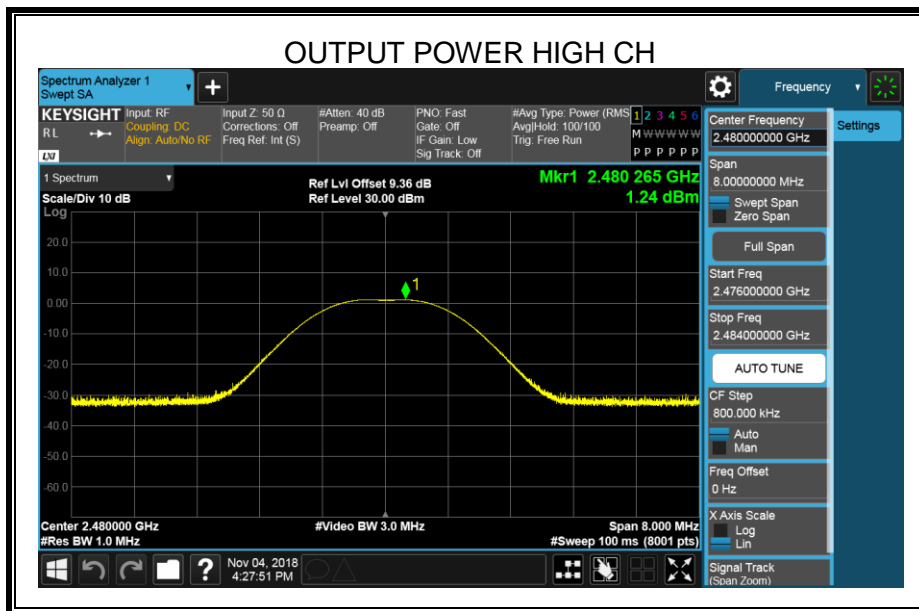 OUTPUT POWER HIGH CH
Spectrum Analyzer 1
Swept SA
+
Frequency
KEYSIGHT
R L
LXI
Input: RF
Coupling: DC
Align: Auto/No RF
Input Z: 50 Ω
Corrections: Off
Freq Ref: Int (S)
#Atten: 40 dB
Preamp: Off
PNO: Fast
Gate: Off
IF Gain: Low
Sig Track: Off
#Avg Type: Power (RMS
Avg|Hold: 100/100
Trig: Free Run
1 2 3 4 5 6
M W W W W W
P P P P P P
1 Spectrum
Scale/Div 10 dB
Log
Ref Lvl Offset 9.36 dB
Ref Level 30.00 dBm
Mkr1 2.480 265 GHz
1.24 dBm
20.0
10.0
0.00
-10.0
-20.0
-30.0
-40.0
-50.0
-60.0
1
Center 2.480000 GHz
#Res BW 1.0 MHz
#Video BW 3.0 MHz
Span 8.000 MHz
#Sweep 100 ms (8001 pts)
Center Frequency
2.480000000 GHz
Span
8.00000000 MHz
Swept Span
Zero Span
Full Span
Start Freq
2.476000000 GHz
Stop Freq
2.484000000 GHz
AUTO TUNE
CF Step
800.000 kHz
Auto
Man
Freq Offset
0 Hz
X Axis Scale
Log
Lin
Signal Track
(Span Zoom)
Settings
?
Nov 04, 2018
4:27:51 PM